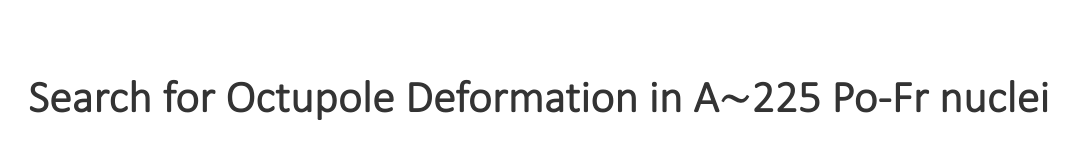 Search for Octupole Deformation in A~225 Po-Fr nuclei